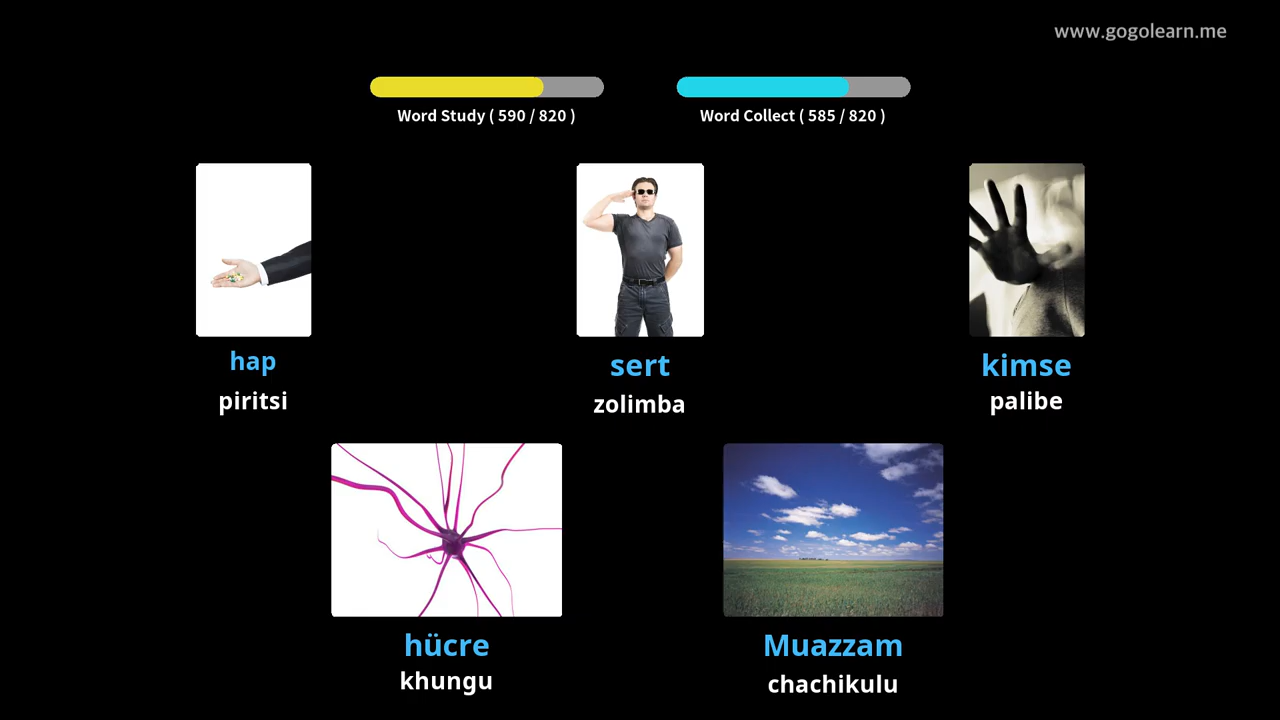 www.gogolearn.me
Word Study ( 590 / 820 )
Word Collect ( 585 / 820 )
hap
piritsi
sert
zolimba
kimse
palibe
hücre
khungu
Muazzam
chachikulu